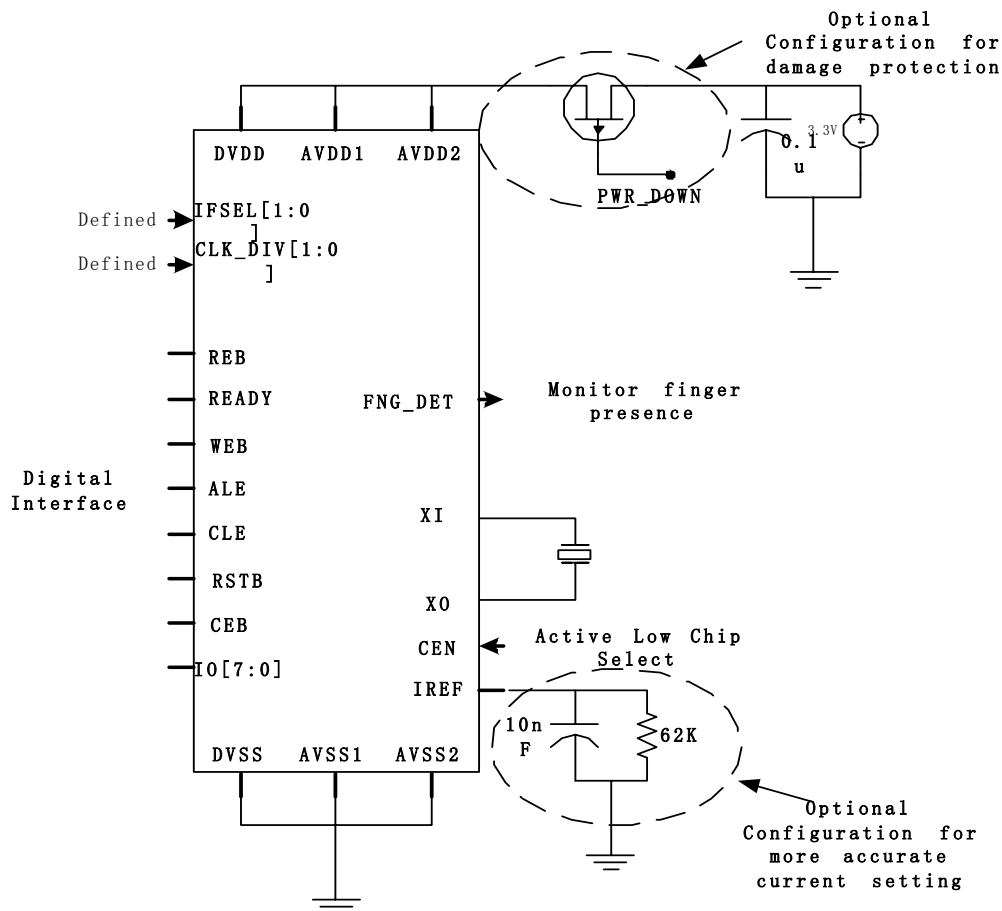 Optional
Configuration for
damage protection
DVDD
AVDD1
AVDD2
3.3V
0.1
u
PWR_DOWN
Defined
IFSEL[1:0
]
Defined
CLK_DIV[1:0
]
REB
READY
FNG_DET
Monitor finger
presence
WEB
Digital
Interface
ALE
XI
CLE
RSTB
XO
CEB
CEN
Active Low Chip
Select
IO[7:0]
IREF
10n
F
62K
DVSS
AVSS1
AVSS2
Optional
Configuration for
more accurate
current setting